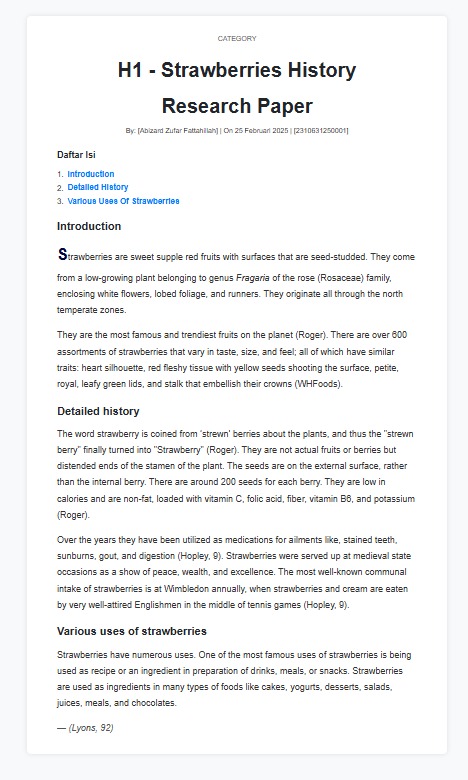 CATEGORY
H1 - Strawberries History
Research Paper
By: [Abizard Zufar Fattahillah] | On 25 Februari 2025 | [2310631250001]
Daftar Isi
1. Introduction
2. Detailed History
3. Various Uses Of Strawberries
Introduction
Strawberries are sweet supple red fruits with surfaces that are seed-studded. They come
from a low-growing plant belonging to genus Fragaria of the rose (Rosaceae) family,
enclosing white flowers, lobed foliage, and runners. They originate all through the north
temperate zones.
They are the most famous and trendiest fruits on the planet (Roger). There are over 600
assortments of strawberries that vary in taste, size, and feel; all of which have similar
traits: heart silhouette, red fleshy tissue with yellow seeds shooting the surface, petite,
royal, leafy green lids, and stalk that embellish their crowns (WHFoods).
Detailed history
The word strawberry is coined from 'strewn' berries about the plants, and thus the "strewn
berry" finally turned into "Strawberry" (Roger). They are not actual fruits or berries but
distended ends of the stamen of the plant. The seeds are on the external surface, rather
than the internal berry. There are around 200 seeds for each berry. They are low in
calories and are non-fat, loaded with vitamin C, folic acid, fiber, vitamin B6, and potassium
(Roger).
Over the years they have been utilized as medications for ailments like, stained teeth,
sunburns, gout, and digestion (Hopley, 9). Strawberries were served up at medieval state
occasions as a show of peace, wealth, and excellence. The most well-known communal
intake of strawberries is at Wimbledon annually, when strawberries and cream are eaten
by very well-attired Englishmen in the middle of tennis games (Hopley, 9).
Various uses of strawberries
Strawberries have numerous uses. One of the most famous uses of strawberries is being
used as recipe or an ingredient in preparation of drinks, meals, or snacks. Strawberries
are used as ingredients in many types of foods like cakes, yogurts, desserts, salads,
juices, meals, and chocolates.
— (Lyons, 92)